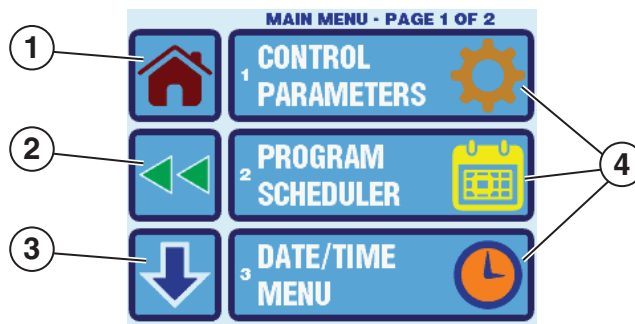 MAIN MENU - PAGE 1 OF 2
1
1 CONTROL
PARAMETERS
2
2 PROGRAM
SCHEDULER
4
3
3 DATE/TIME
MENU